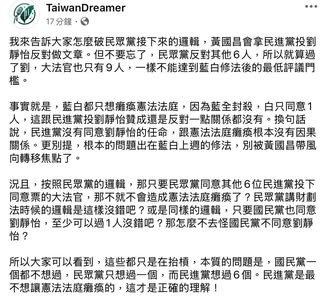 TaiwanDreamer
17分鐘・
我來告訴大家怎麼破民眾黨接下來的邏輯，黃國昌會拿民進黨投劉
靜怡反對做文章。但不要忘了，民眾黨反對其他6位，所以就算過
了劉，大法官也只有9人，一樣不能達到藍白修法後的最低評議門
檻。
事實就是，藍白都只想癱瘓憲法法庭，因為藍全封殺，白只同意1
人，這跟民進黨投劉靜怡贊成還是反對一點關係都沒有。換句話
說，民進黨沒有同意劉靜怡的任命，跟憲法法庭癱瘓根本沒有因果
關係。更別提，根本的問題出在藍白上週的修法，別被黃國昌帶風
向轉移焦點了。
況且，按照民眾黨的邏輯，那只要民眾黨同意其他6位民進黨投下
同意票的大法官，那不就不會造成憲法法庭癱瘓了？民眾黨講財劃
法時候的邏輯是這樣沒錯吧？或是同樣的邏輯，只要國民黨也同意
劉靜怡，至少可以過1人沒錯吧？那怎麼不去怪國民黨不同意劉靜
怡？
所以大家可以看到，這些都只是在抬槓，本質的問題是，國民黨一
個都不想過，民眾黨只想過一個，而民進黨想過6個。民進黨是最
不想讓憲法法庭癱瘓的，這才是正確的理解！